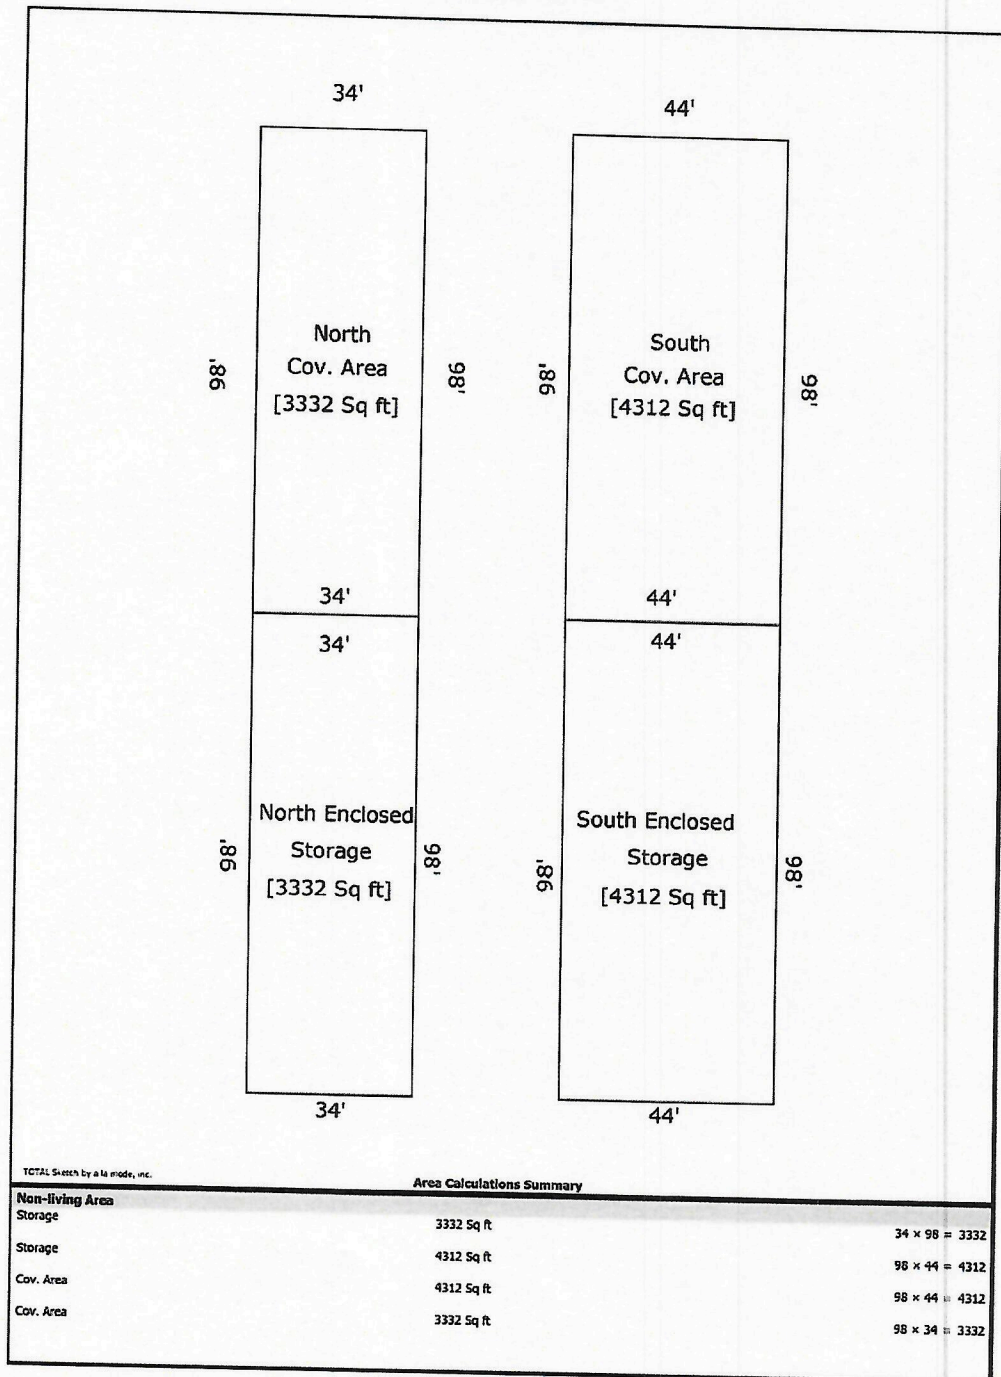 34'
44'
North
Cov. Area
[3332 Sq ft]
98'
98'
South
Cov. Area
[4312 Sq ft]
98'
98'
34'
44'
34'
44'
North Enclosed
Storage
[3332 Sq ft]
98'
98'
South Enclosed
Storage
[4312 Sq ft]
98'
98'
34'
44'
TOTAL Sketch by a la mode, inc.
Area Calculations Summary
Non-living Area
Storage 3332 Sq ft 34 × 98 = 3332
Storage 4312 Sq ft 98 × 44 = 4312
Cov. Area 4312 Sq ft 98 × 44 = 4312
Cov. Area 3332 Sq ft 98 × 34 = 3332